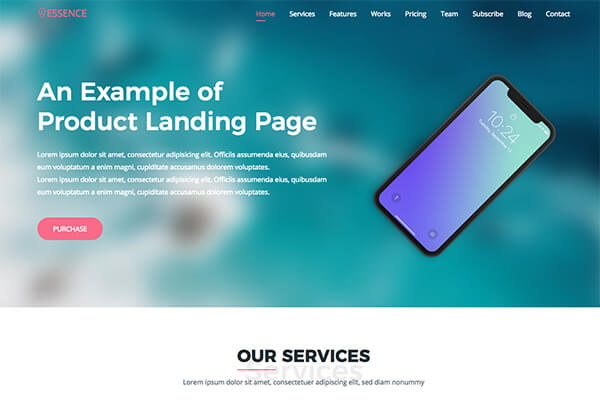 ESSENCE
Home Services Features Works Pricing Team Subscribe Blog Contact
An Example of
Product Landing Page
Lorem ipsum dolor sit amet, consectetur adipisicing elit. Officiis assumenda eius, quibusdam
eum voluptatum a enim magni, cupiditate accusamus dolorem voluptates.
Lorem ipsum dolor sit amet, consectetur adipisicing elit. Officiis assumenda eius, quibusdam
eum voluptatum a enim magni, cupiditate accusamus dolorem voluptates.
PURCHASE
10:24
OUR SERVICES
Services
Lorem ipsum dolor sit amet, consectetuer adipiscing elit, sed diam nonummy